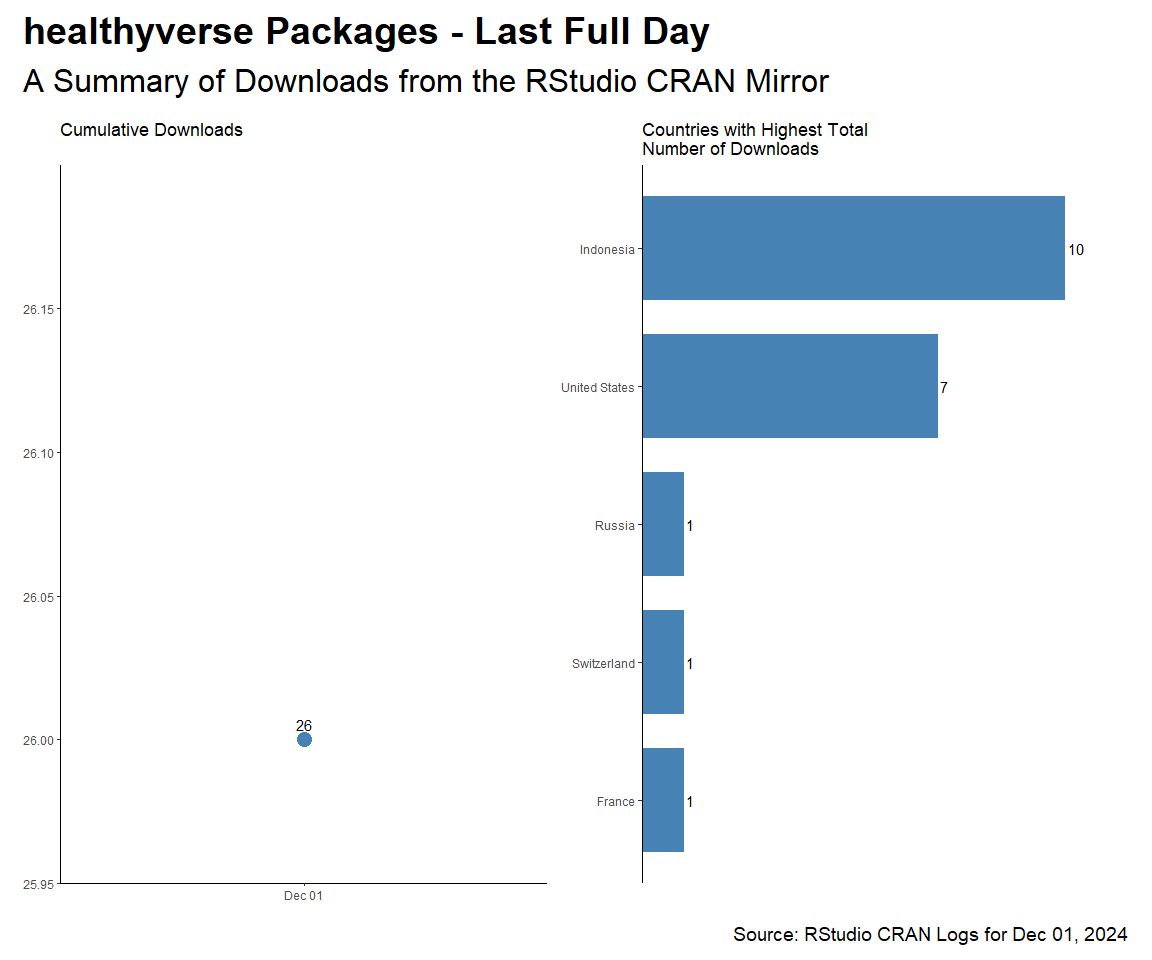 healthyverse Packages - Last Full Day
A Summary of Downloads from the RStudio CRAN Mirror
Cumulative Downloads
26.15
26.10
26.05
26.00
25.95
26
Dec 01
Countries with Highest Total
Number of Downloads
Indonesia 10
United States 7
Russia 1
Switzerland 1
France 1
Source: RStudio CRAN Logs for Dec 01, 2024